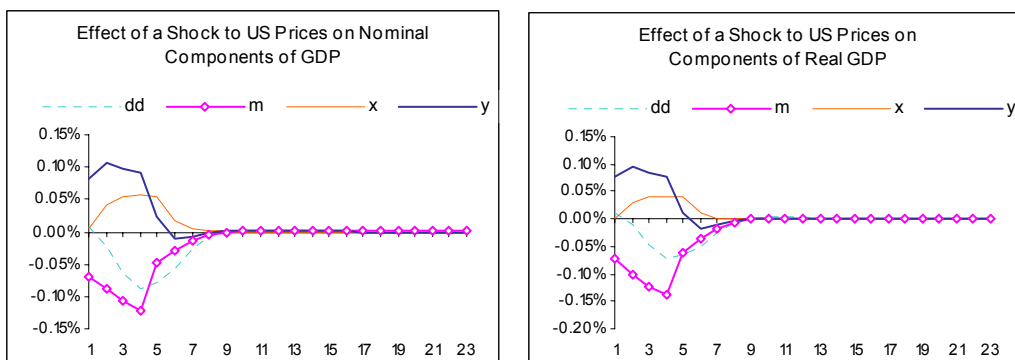 Effect of a Shock to US Prices on Nominal
Components of GDP
dd m x y
0.15%
0.10%
0.05%
0.00%
-0.05%
-0.10%
-0.15%
1 3 5 7 9 11 13 15 17 19 21 23
Effect of a Shock to US Prices on
Components of Real GDP
dd m x y
0.15%
0.10%
0.05%
0.00%
-0.05%
-0.10%
-0.15%
-0.20%
1 3 5 7 9 11 13 15 17 19 21 23